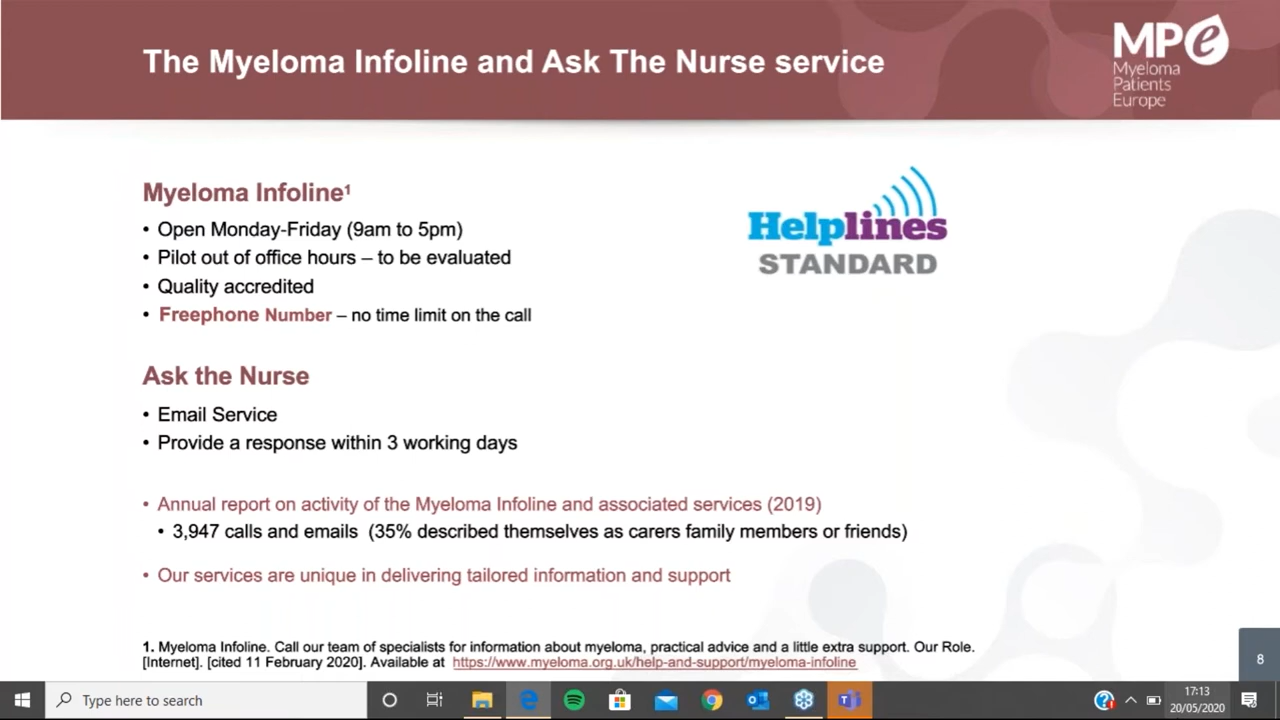 The Myeloma Infoline and Ask The Nurse service
MPe
Myeloma
Patients
Europe
Myeloma Infoline¹
• Open Monday-Friday (9am to 5pm)
• Pilot out of office hours – to be evaluated
• Quality accredited
• Freephone Number – no time limit on the call
Helplines
STANDARD
Ask the Nurse
• Email Service
• Provide a response within 3 working days
• Annual report on activity of the Myeloma Infoline and associated services (2019)
• 3,947 calls and emails (35% described themselves as carers family members or friends)
• Our services are unique in delivering tailored information and support
1. Myeloma Infoline. Call our team of specialists for information about myeloma, practical advice and a little extra support. Our Role.
[Internet]. [cited 11 February 2020]. Available at https://www.myeloma.org.uk/help-and-support/myeloma-infoline
8
Type here to search
17:13
20/05/2020